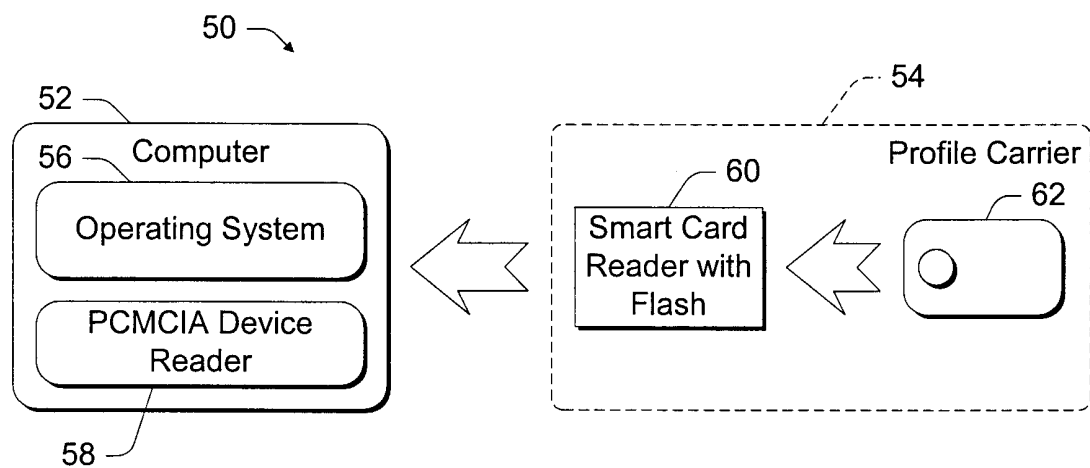 50
52
54
Computer
Profile Carrier
56
60
62
Operating System
Smart Card
Reader with
Flash
PCMCIA Device
Reader
58